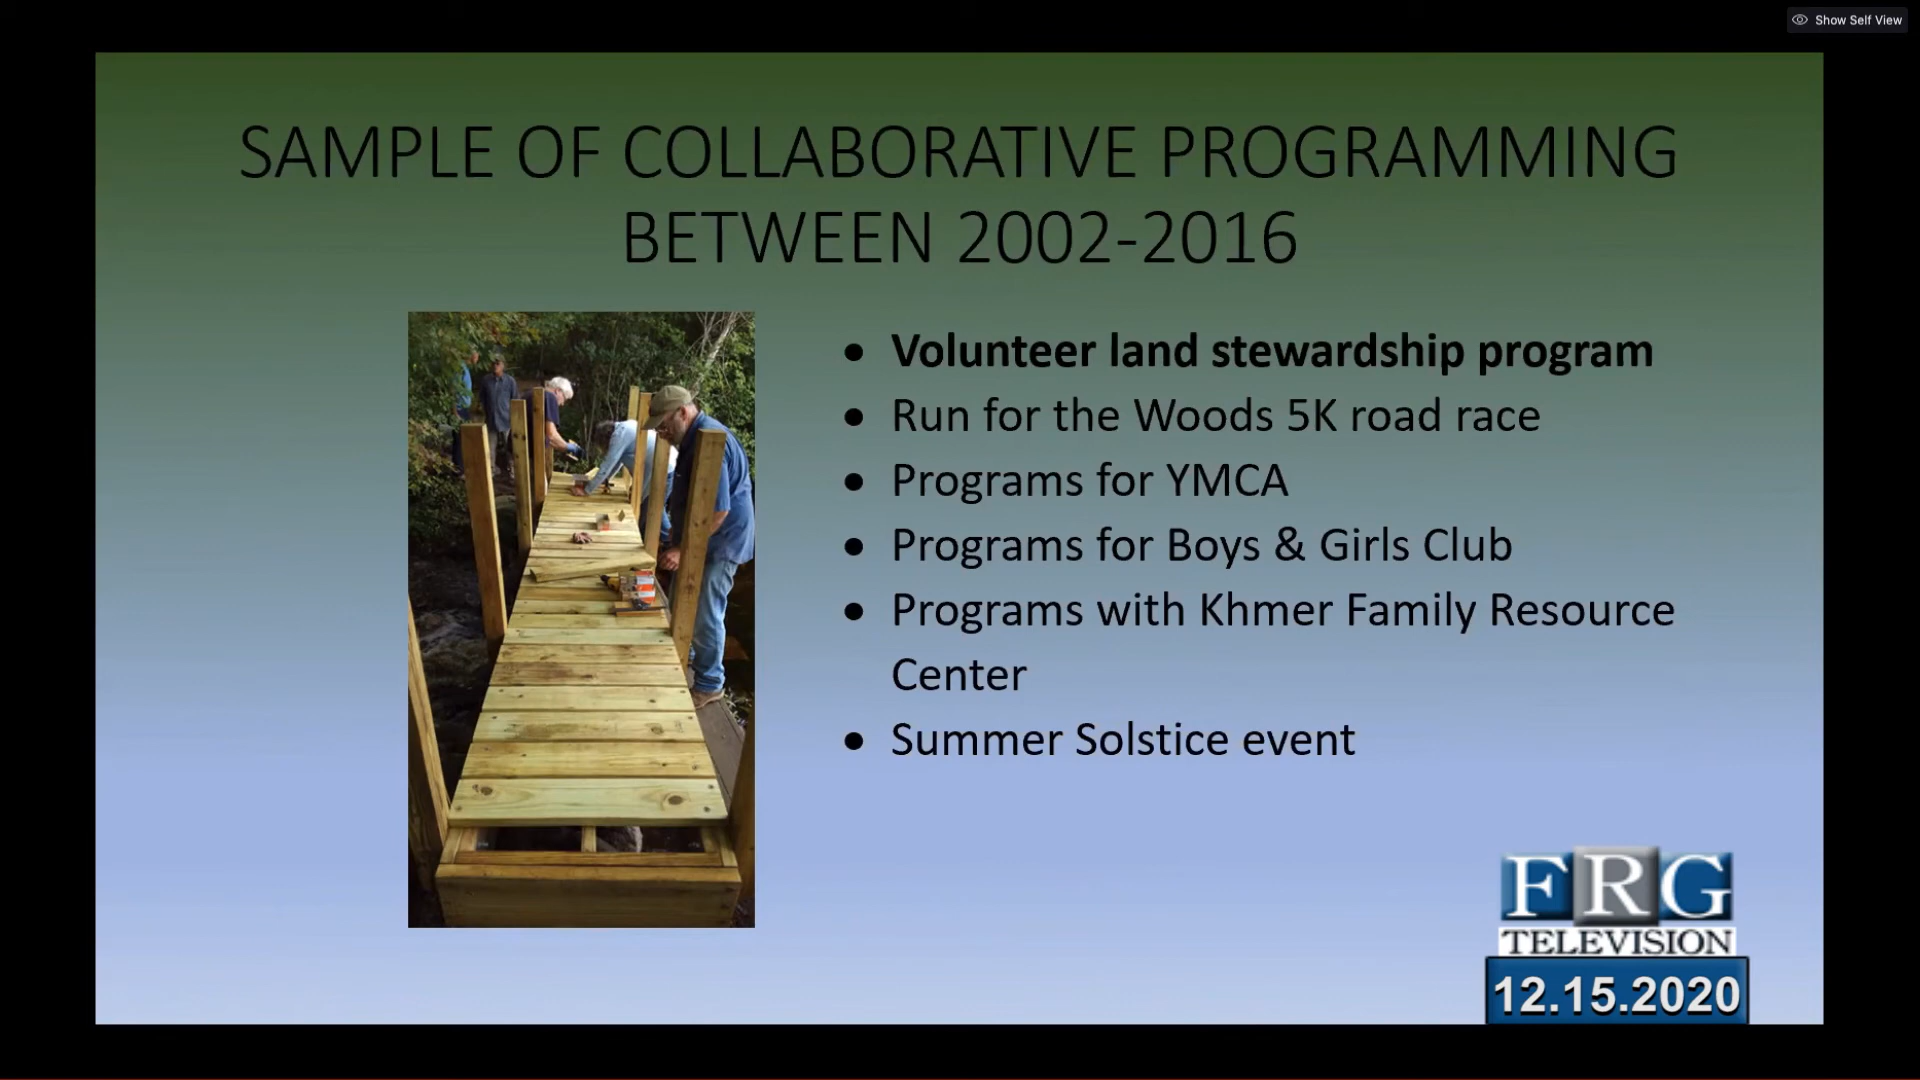 Show Self View
SAMPLE OF COLLABORATIVE PROGRAMMING
BETWEEN 2002-2016
• Volunteer land stewardship program
• Run for the Woods 5K road race
• Programs for YMCA
• Programs for Boys & Girls Club
• Programs with Khmer Family Resource
Center
• Summer Solstice event
FRG
TELEVISION
12.15.2020